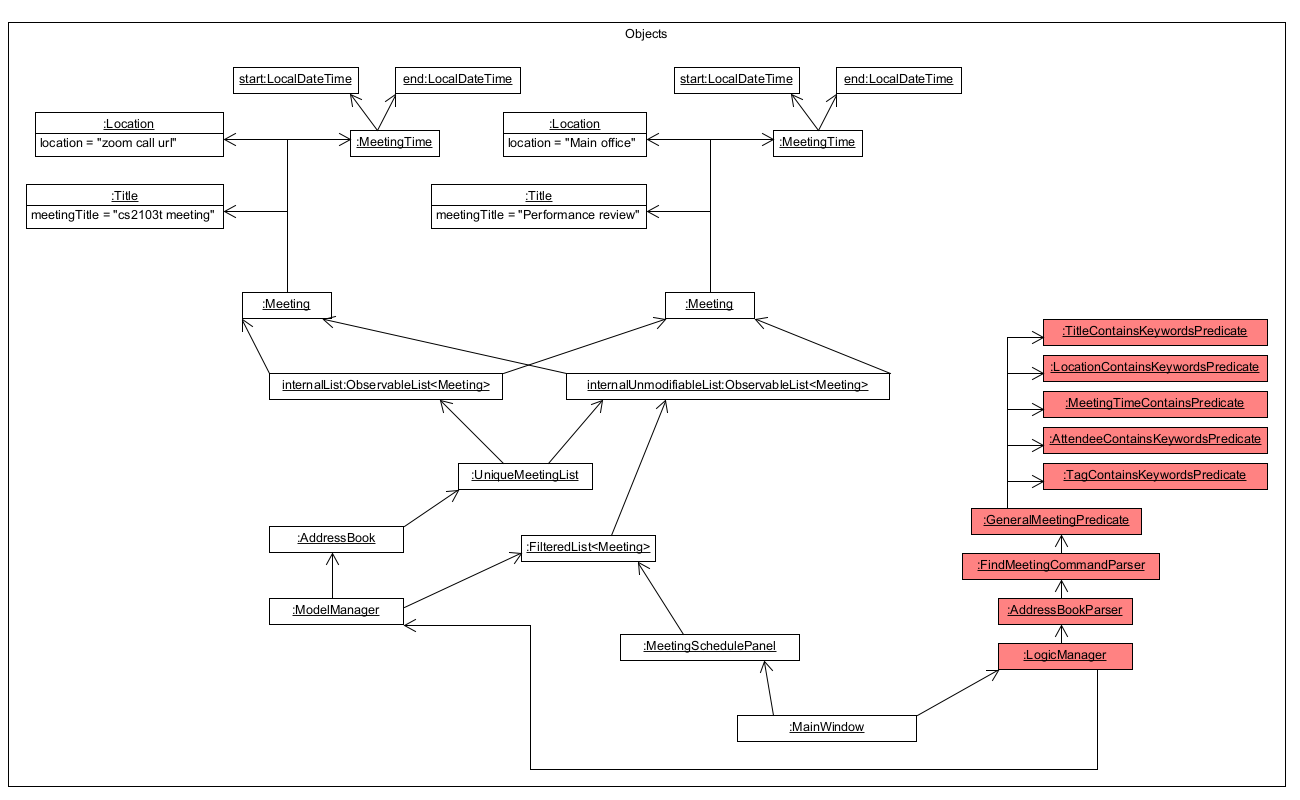 Objects
start:LocalDateTime
end:LocalDateTime
start:LocalDateTime
end:LocalDateTime
:Location
location = "zoom call url"
:MeetingTime
:Location
location = "Main office"
:MeetingTime
:Title
meetingTitle = "cs2103t meeting"
:Title
meetingTitle = "Performance review"
:Meeting
:Meeting
:TitleContainsKeywordsPredicate
:LocationContainsKeywordsPredicate
internalList:ObservableList<Meeting>
internalUnmodifiableList:ObservableList<Meeting>
:MeetingTimeContainsPredicate
:AttendeeContainsKeywordsPredicate
:UniqueMeetingList
:TagContainsKeywordsPredicate
:GeneralMeetingPredicate
:AddressBook
:FilteredList<Meeting>
:FindMeetingCommandParser
:ModelManager
:AddressBookParser
:MeetingSchedulePanel
:LogicManager
:MainWindow